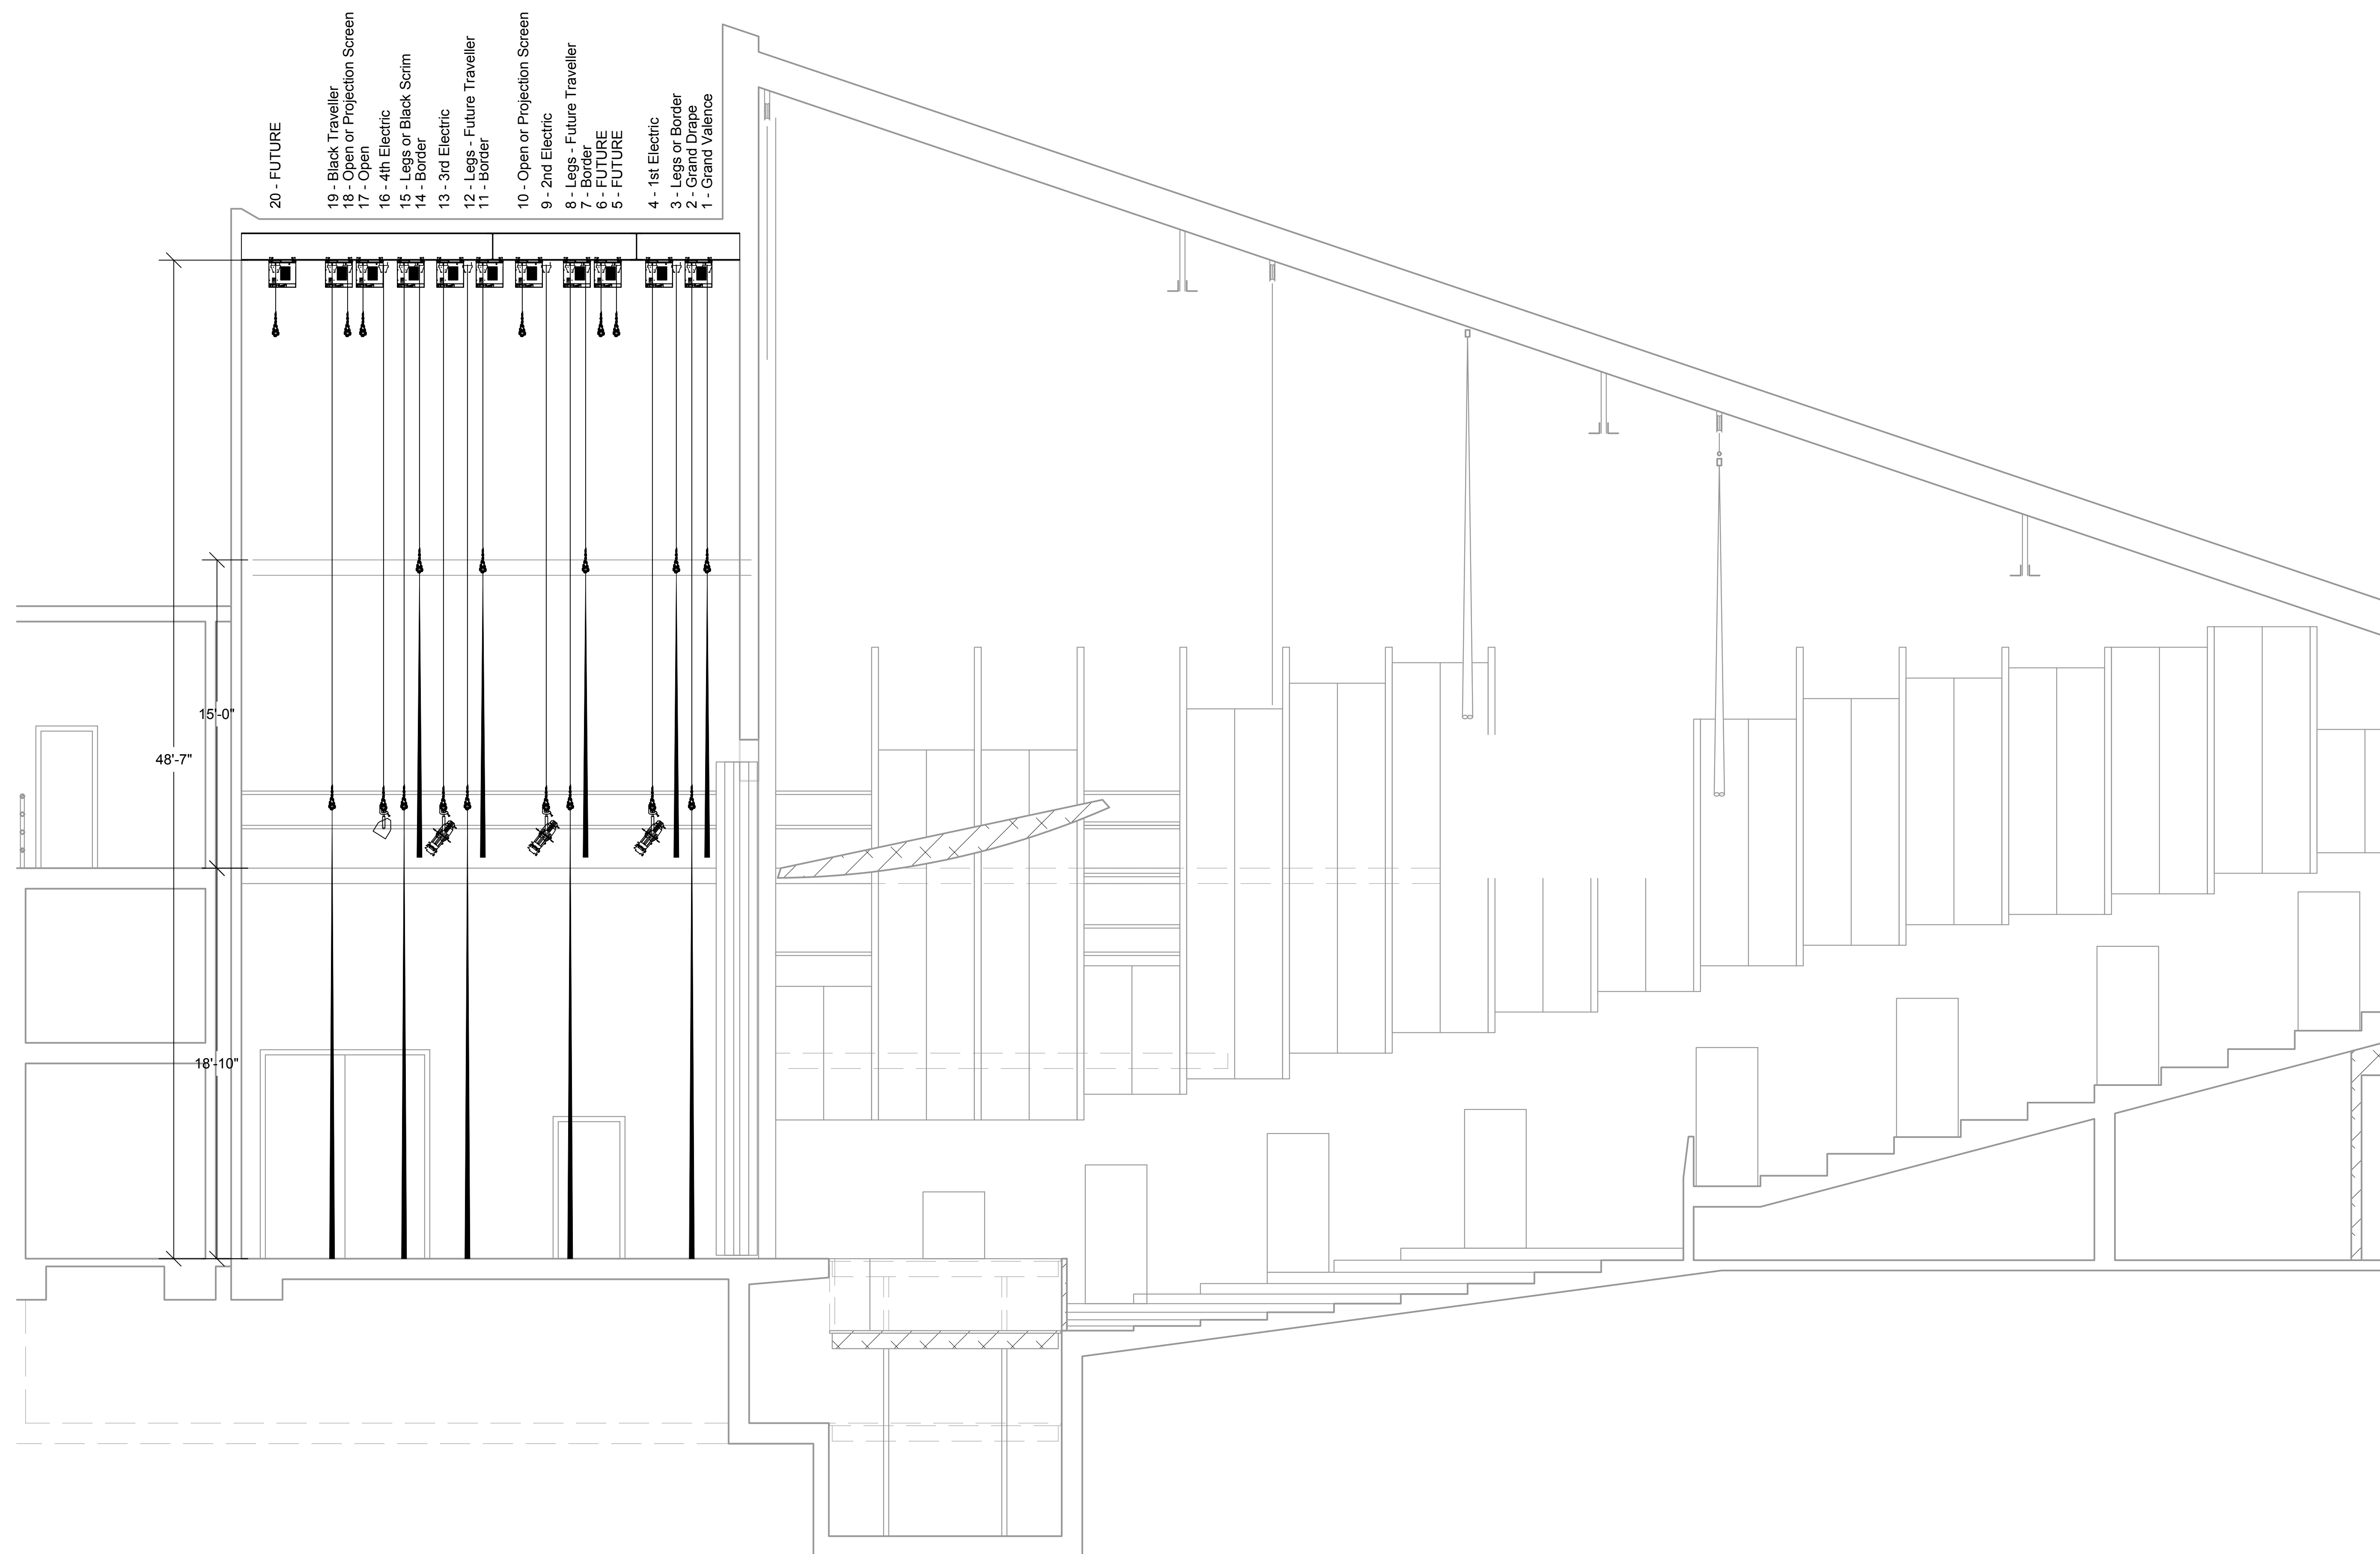 20 - FUTURE
19 - Black Traveller
18 - Open or Projection Screen
17 - Open
16 - 4th Electric
15 - Legs or Black Scrim
14 - Border
13 - 3rd Electric
12 - Legs - Future Traveller
11 - Border
10 - Open or Projection Screen
9 - 2nd Electric
8 - Legs - Future Traveller
7 - Border
6 - FUTURE
5 - FUTURE
4 - 1st Electric
3 - Legs or Border
2 - Grand Drape
1 - Grand Valence
15'-0"
48'-7"
18'-10"